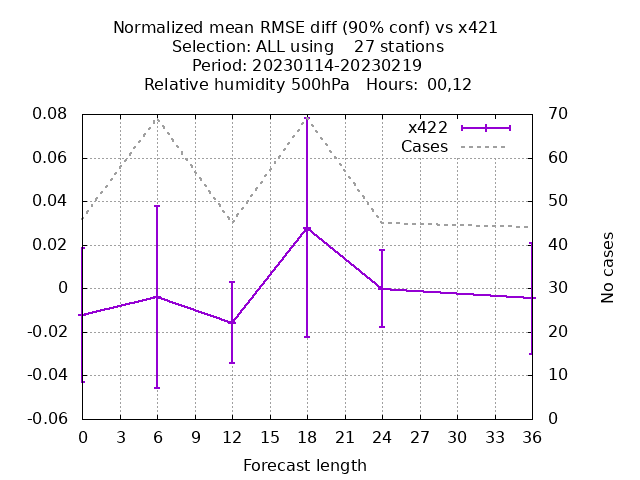 Normalized mean RMSE diff (90% conf) vs x421
Selection: ALL using    27 stations
Period: 20230114-20230219
Relative humidity 500hPa   Hours: 00,12
0.08
0.06
0.04
0.02
0
-0.02
-0.04
-0.06
70
60
50
40
30
20
10
0
x422
Cases
No cases
0 3 6 9 12 15 18 21 24 27 30 33 36
Forecast length